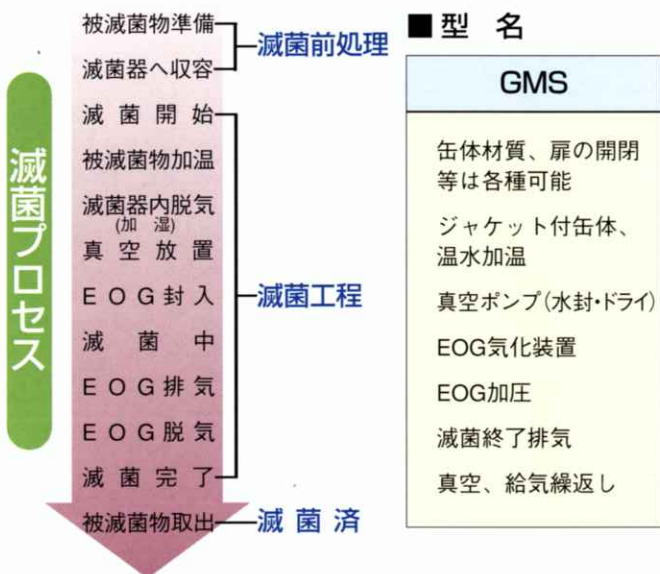 滅菌プロセス
被滅菌物準備
滅菌器へ収容
滅菌前処理
滅菌開始
被滅菌物加温
滅菌器内脱気
(加 湿)
真空放置
EOG封入
滅菌中
EOG排気
EOG脱気
滅菌完了
滅菌工程
被滅菌物取出
滅菌済
■型 名
GMS
缶体材質、扉の開閉
等は各種可能
ジャケット付缶体、
温水加温
真空ポンプ(水封・ドライ)
EOG気化装置
EOG加圧
滅菌終了排気
真空、給気繰返し